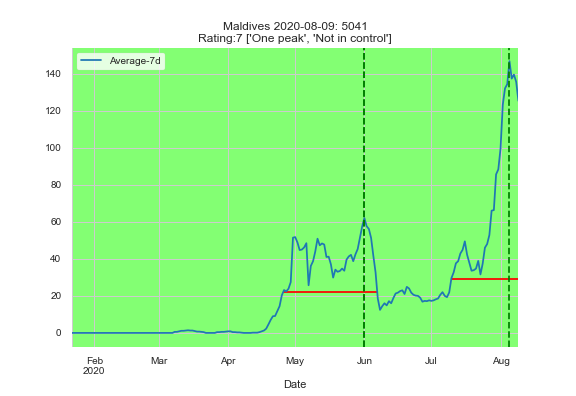 Maldives 2020-08-09: 5041
Rating:7 ['One peak', 'Not in control']
Average-7d
140
120
100
80
60
40
20
0
Feb
2020
Mar
Apr
May
Jun
Jul
Aug
Date